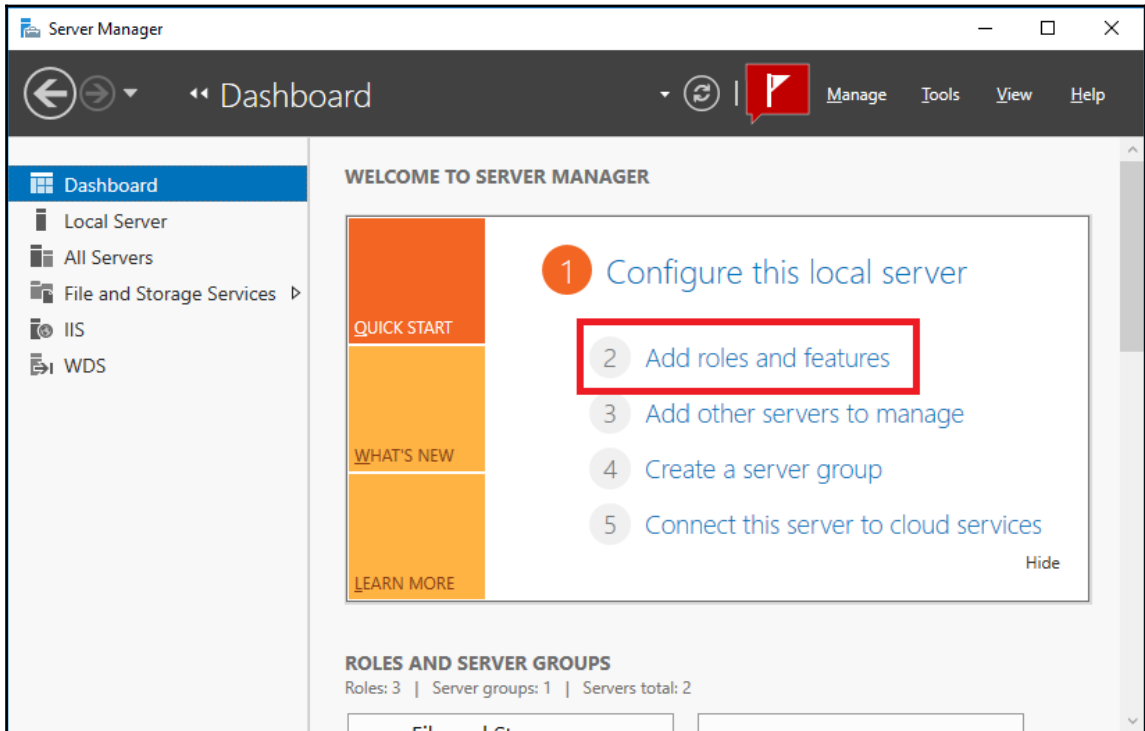 Server Manager
Dashboard
Manage Tools View Help
Dashboard
Local Server
All Servers
File and Storage Services
IIS
WDS
WELCOME TO SERVER MANAGER
QUICK START
WHAT'S NEW
LEARN MORE
1 Configure this local server
2 Add roles and features
3 Add other servers to manage
4 Create a server group
5 Connect this server to cloud services
Hide
ROLES AND SERVER GROUPS
Roles: 3 | Server groups: 1 | Servers total: 2